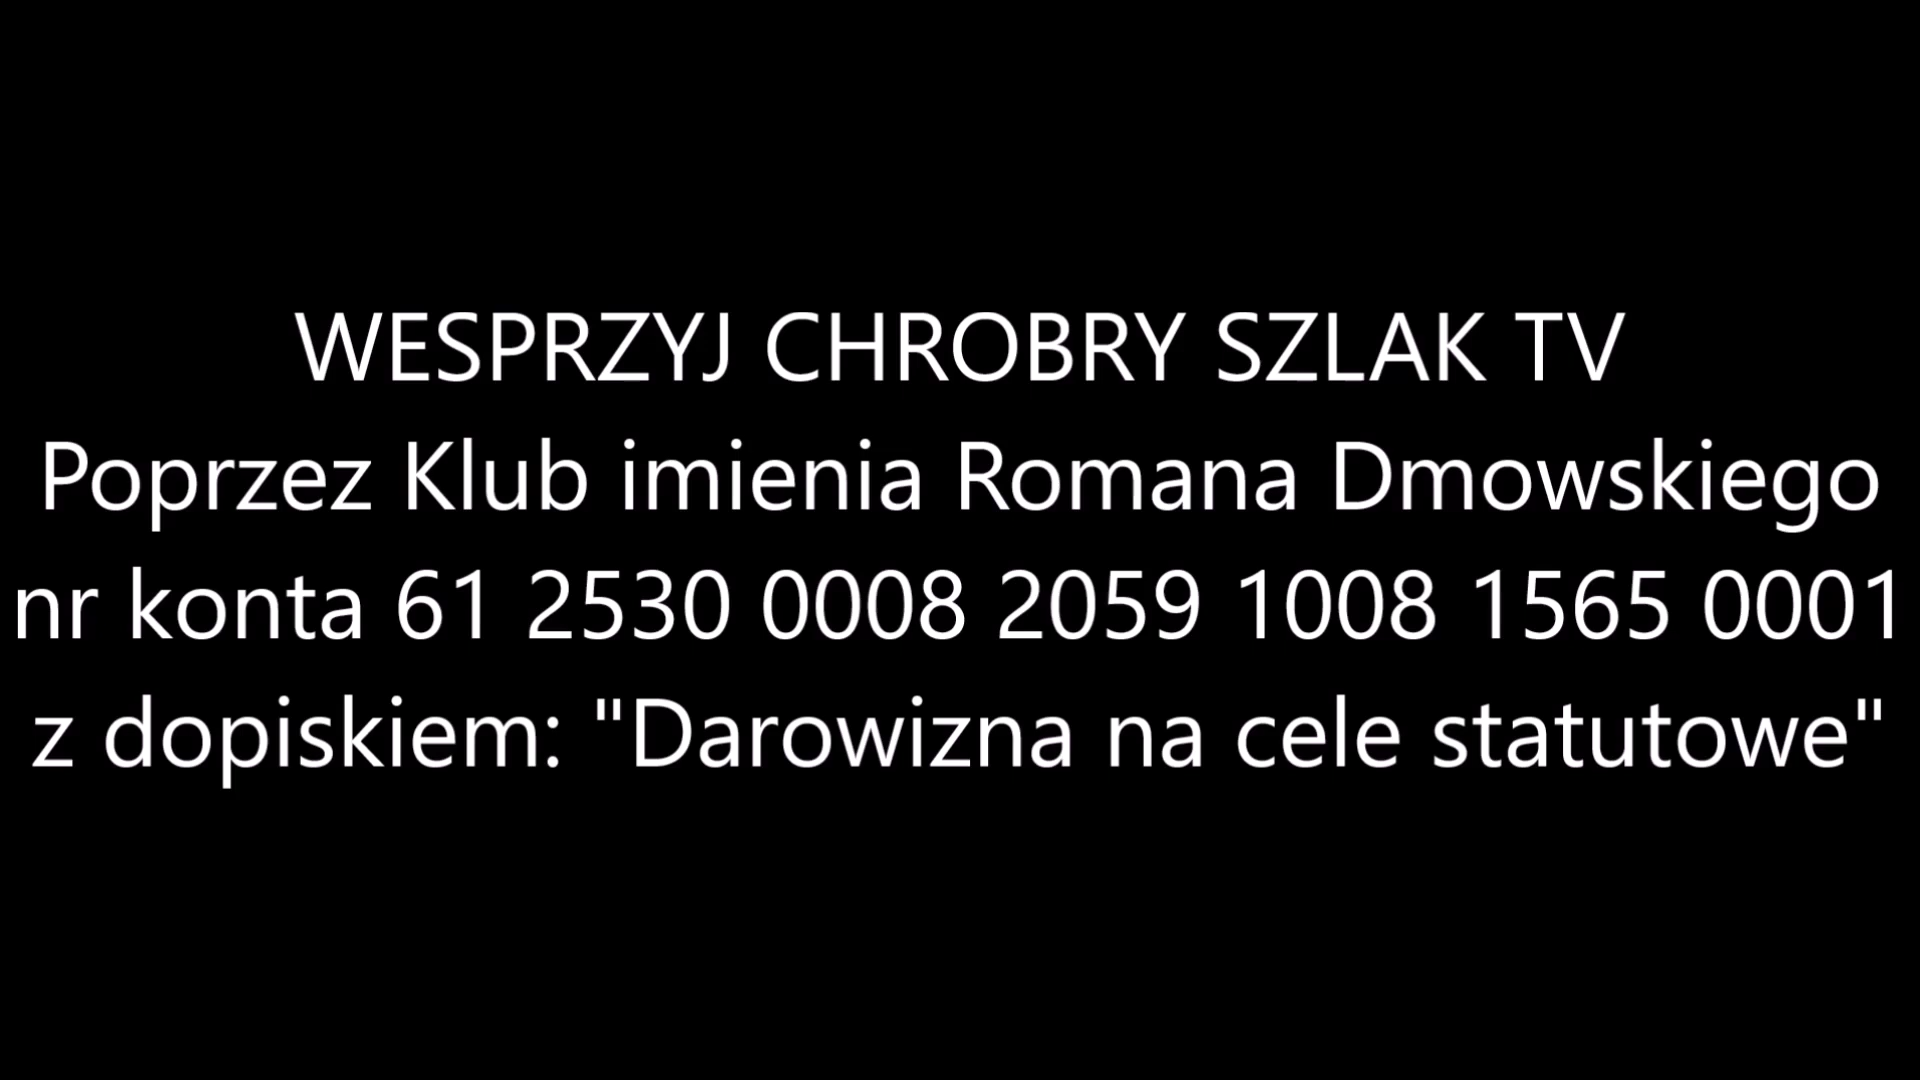 WESPRZYJ CHROBRY SZLAK TV
Poprzez Klub imienia Romana Dmowskiego
nr konta 61 2530 0008 2059 1008 1565 0001
z dopiskiem: "Darowizna na cele statutowe"